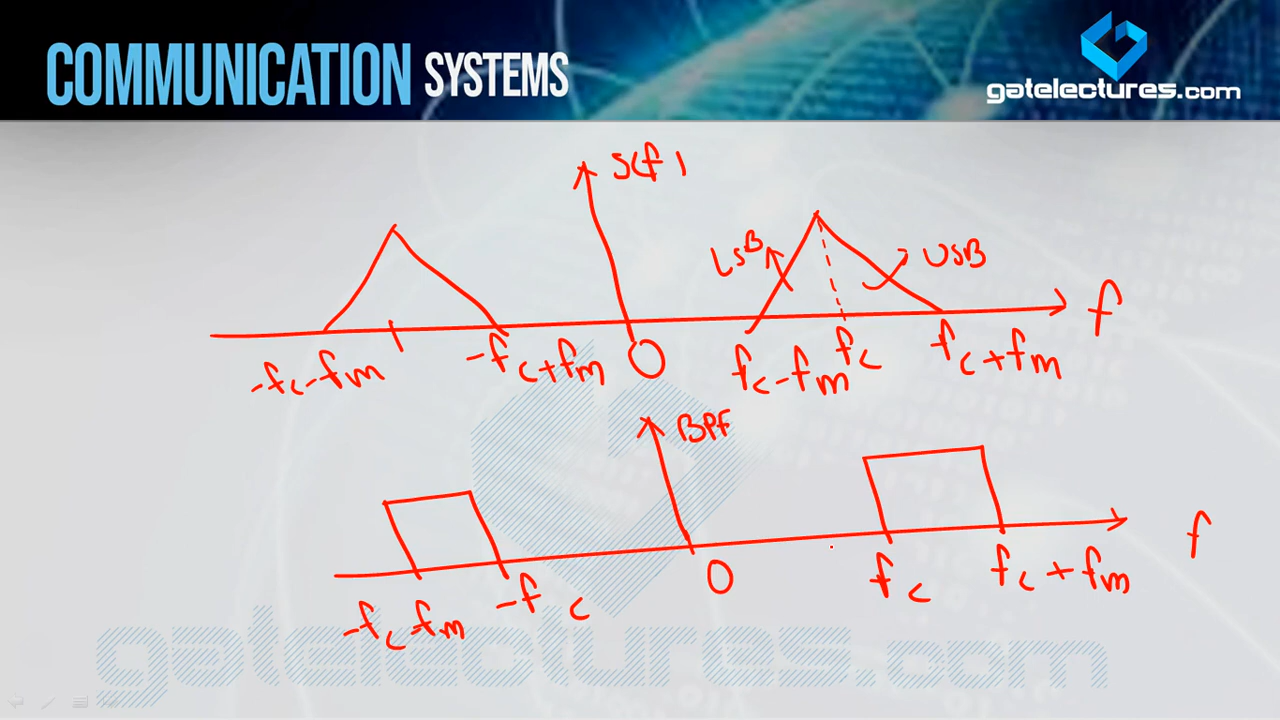 COMMUNICATION SYSTEMS
gatelectures.com
S(f)
LSB
USB
f
-fc-fm
-fc+fm
0
fc-fm
fc
fc+fm
BPF
f
-fc-fm
-fc
0
fc
fc+fm
gatelectures.com